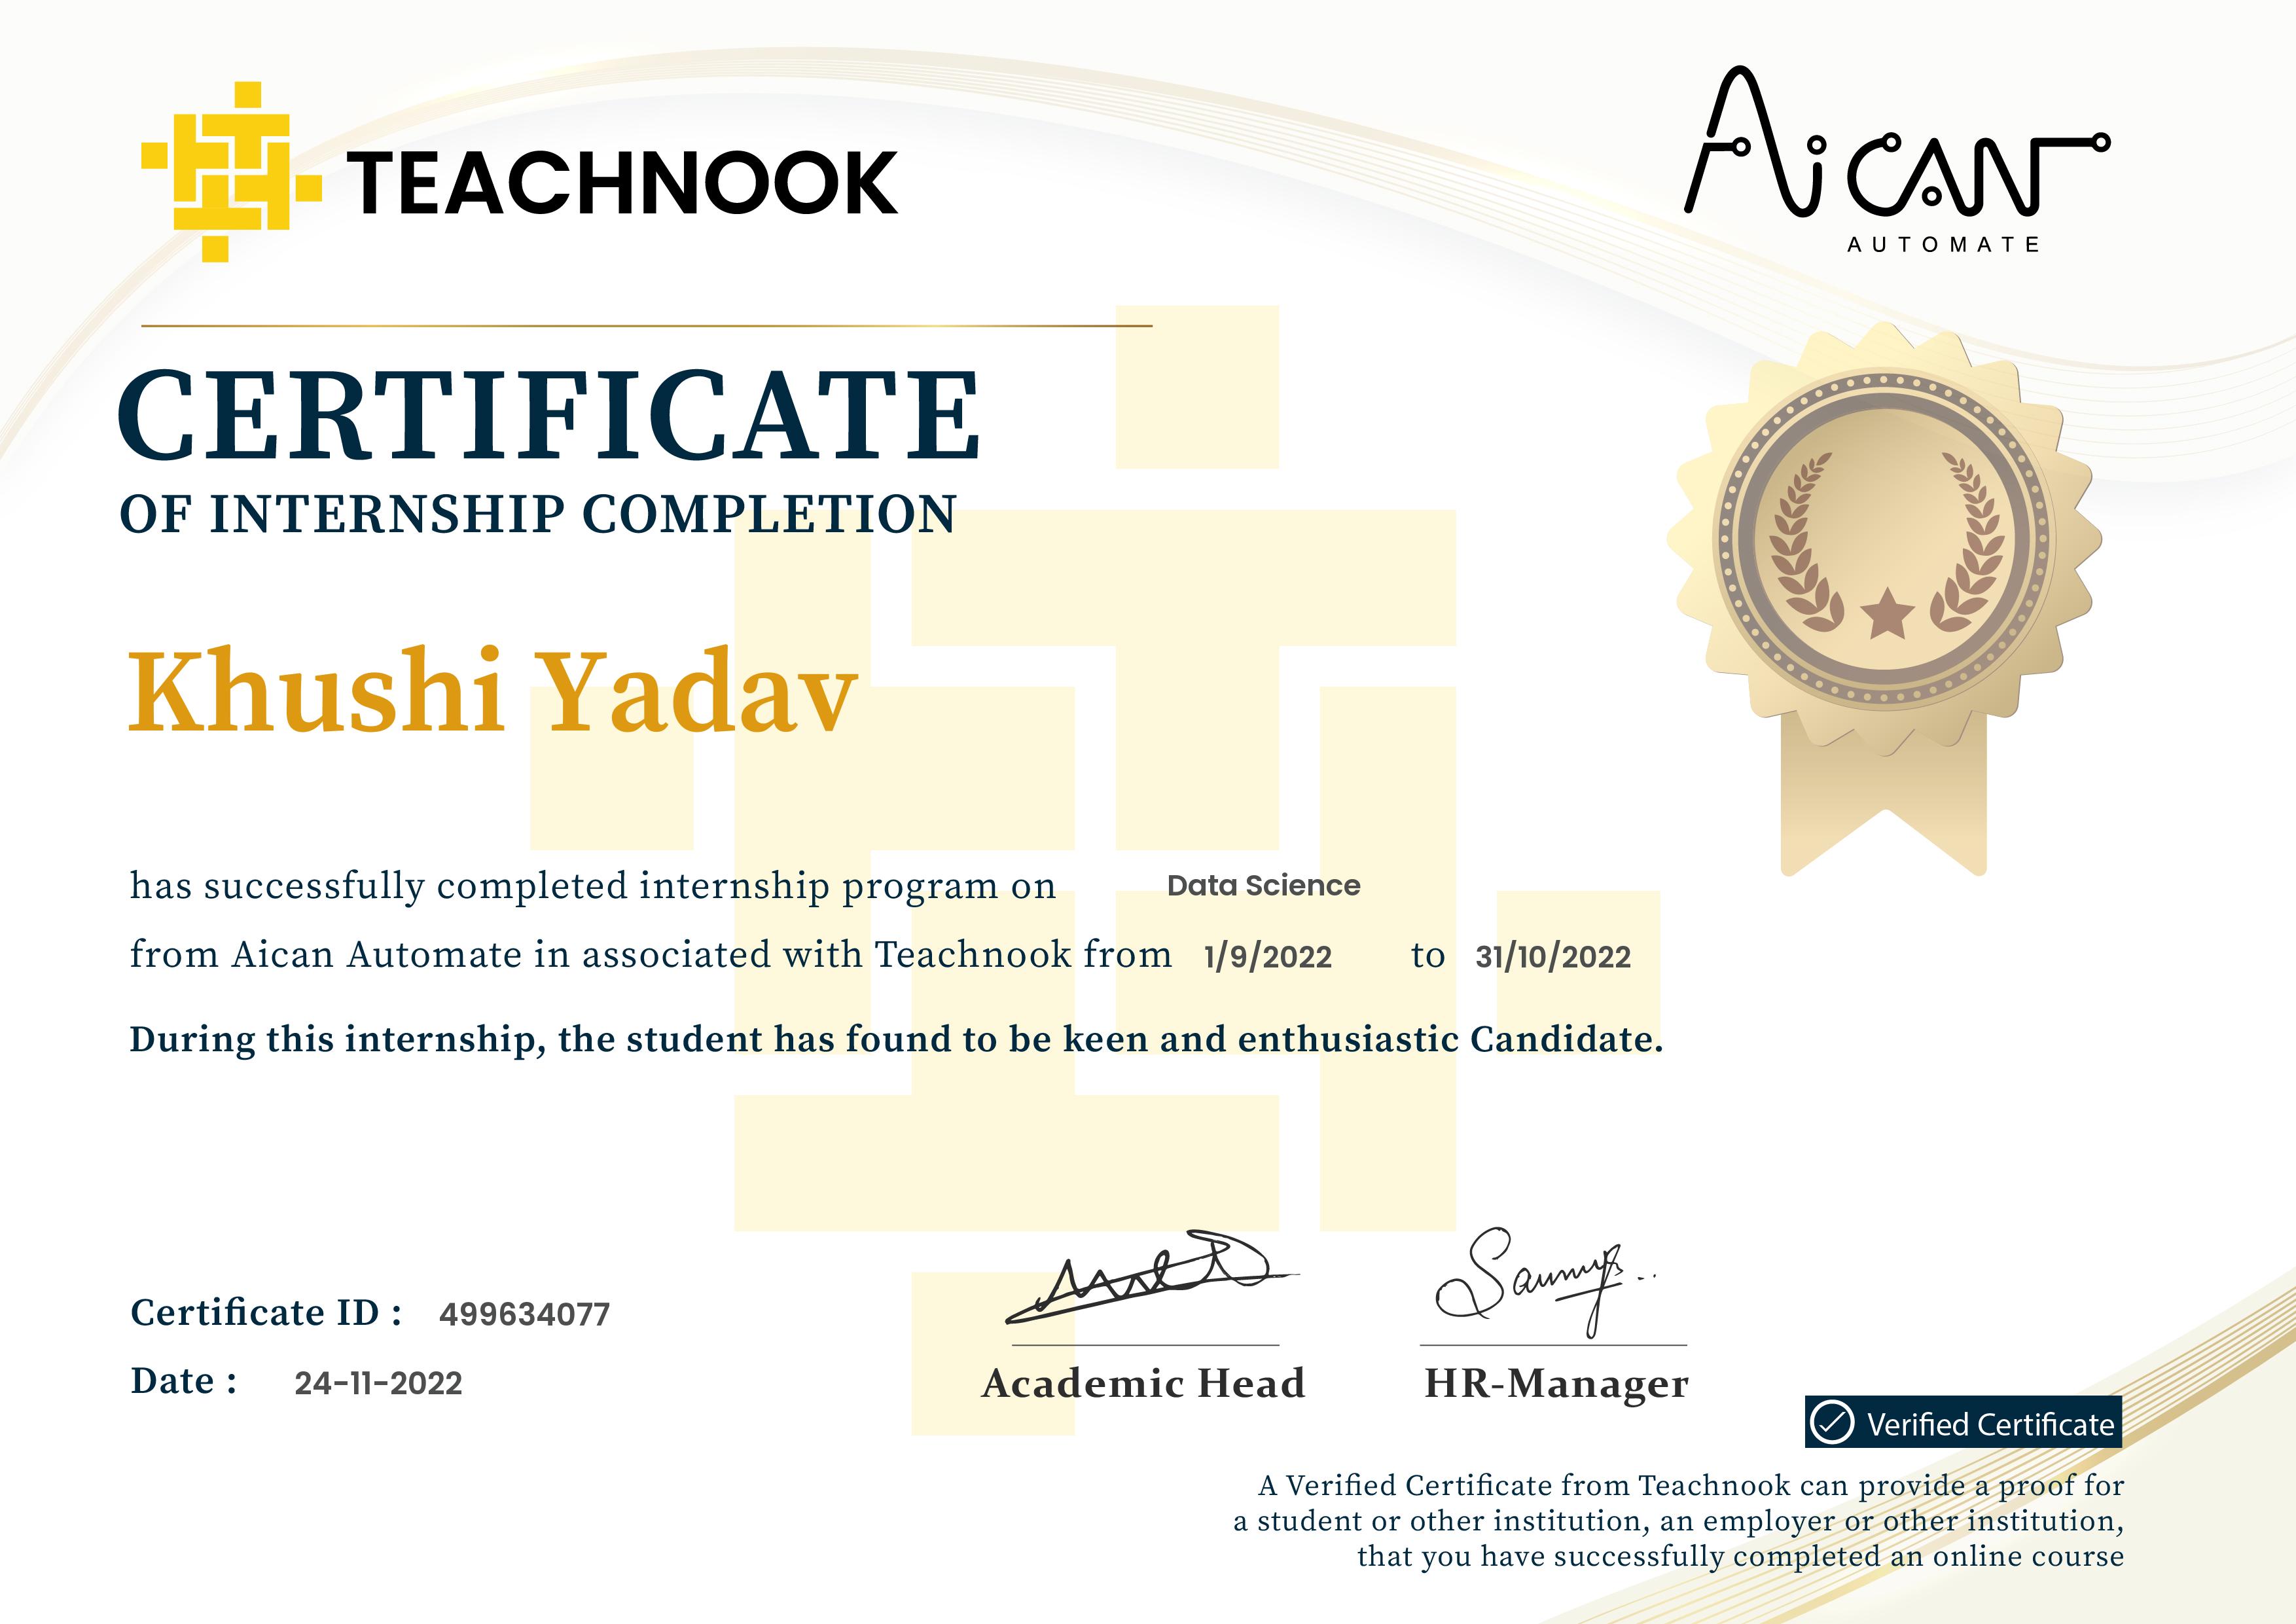 TEACHNOOK
AiCAN
AUTOMATE
CERTIFICATE
OF INTERNSHIP COMPLETION
Khushi Yadav
has successfully completed internship program on Data Science
from Aican Automate in associated with Teachnook from 1/9/2022 to 31/10/2022
During this internship, the student has found to be keen and enthusiastic Candidate.
Certificate ID : 499634077
Date : 24-11-2022
Academic Head
HR-Manager
Verified Certificate
A Verified Certificate from Teachnook can provide a proof for
a student or other institution, an employer or other institution,
that you have successfully completed an online course